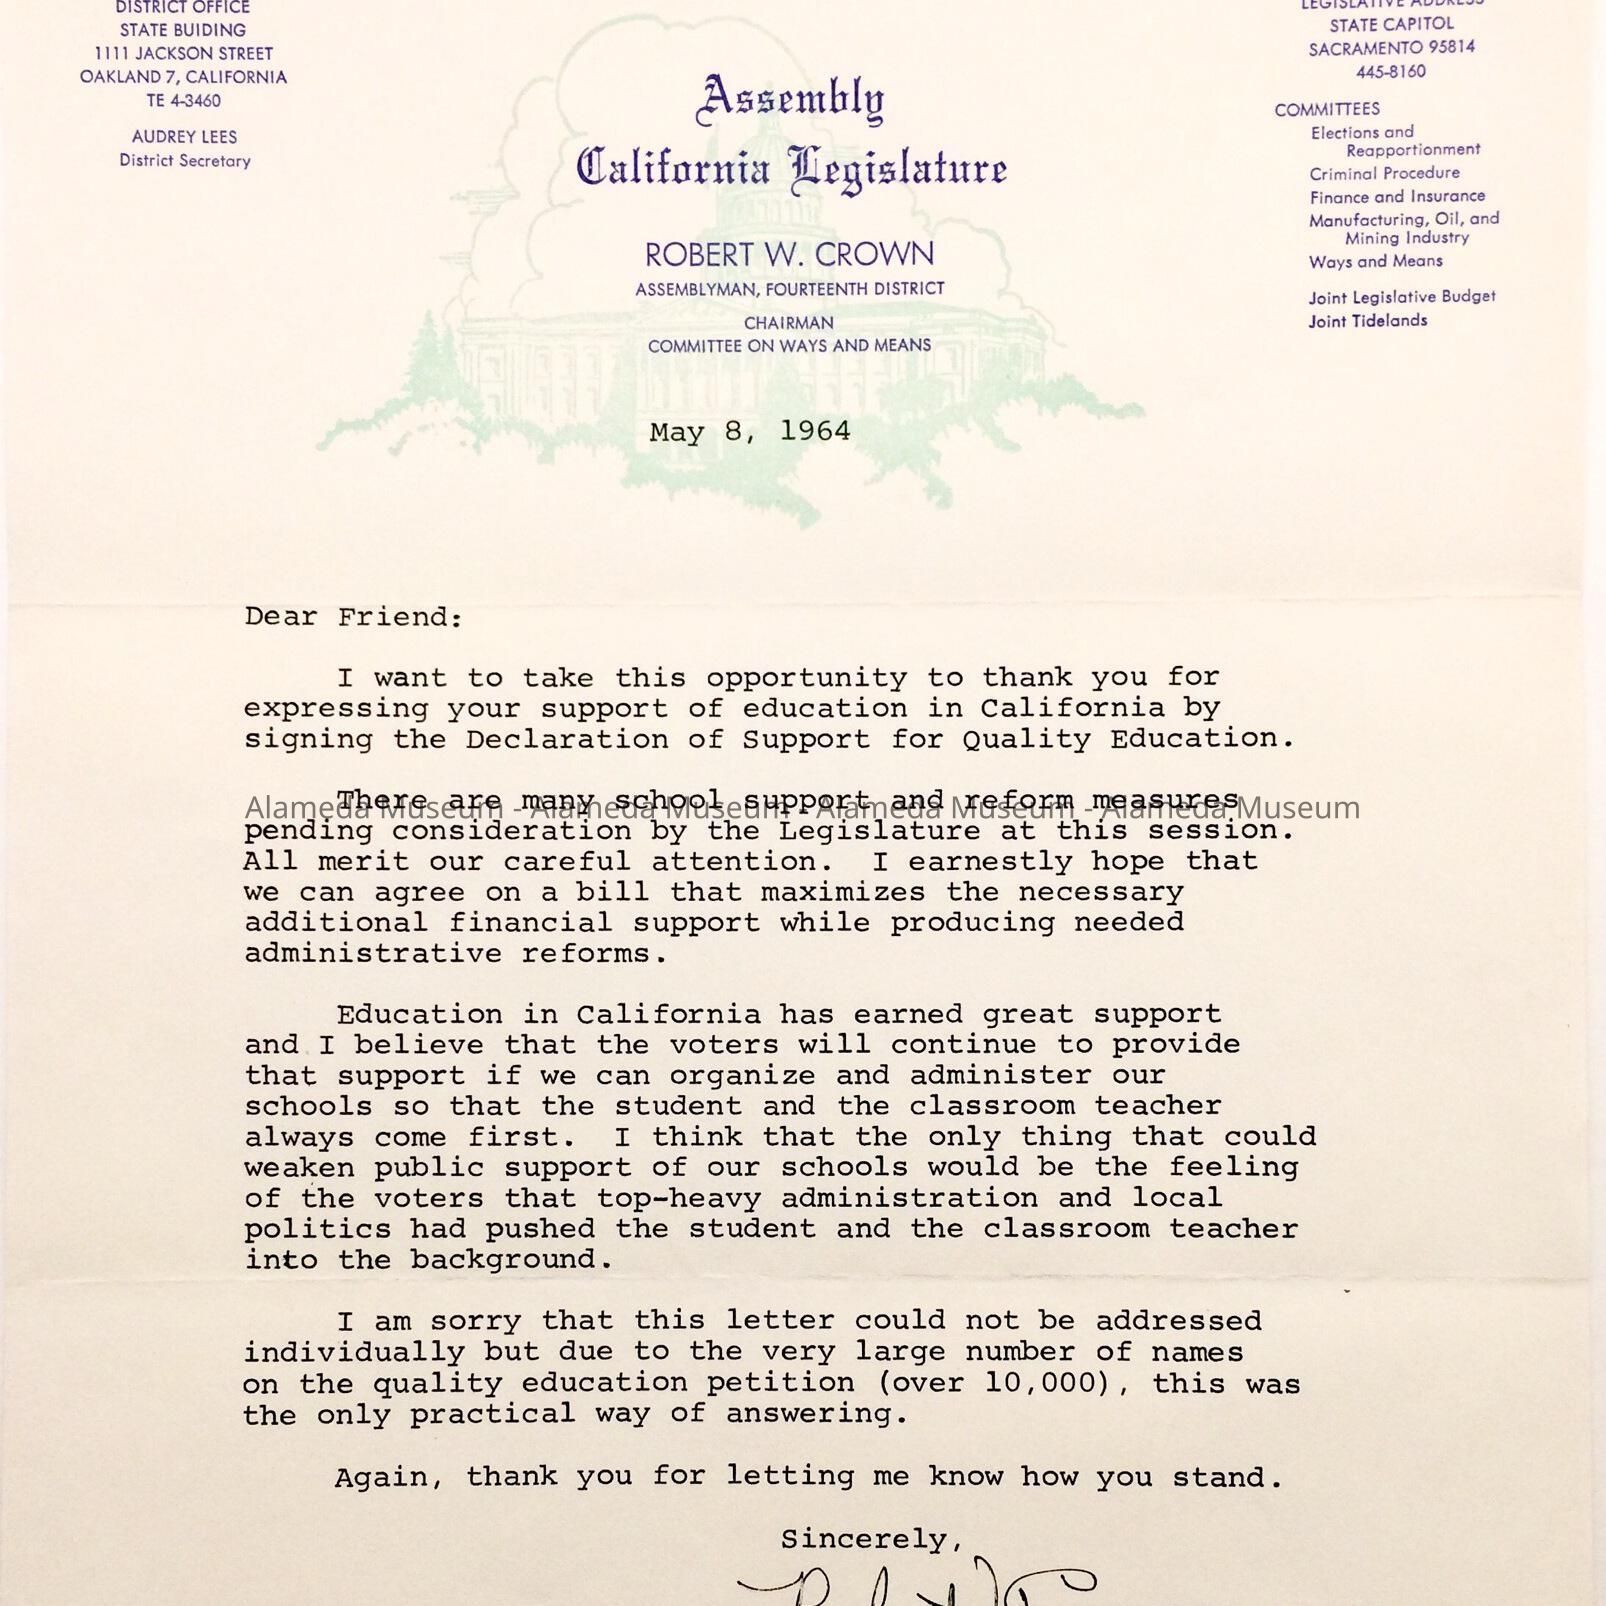 DISTRICT OFFICE
STATE BUIDING
1111 JACKSON STREET
OAKLAND 7, CALIFORNIA
TE 4-3460
AUDREY LEES
District Secretary
LEGISLATIVE ADDRESS
STATE CAPITOL
SACRAMENTO 95814
445-8160
COMMITTEES
Elections and
Reapportionment
Criminal Procedure
Finance and Insurance
Manufacturing, Oil, and
Mining Industry
Ways and Means
Joint Legislative Budget
Joint Tidelands
Assembly
California Legislature
ROBERT W. CROWN
ASSEMBLYMAN, FOURTEENTH DISTRICT
CHAIRMAN
COMMITTEE ON WAYS AND MEANS
May 8, 1964
Dear Friend:
I want to take this opportunity to thank you for
expressing your support of education in California by
signing the Declaration of Support for Quality Education.
There are many school support and reform measures
Alameda Museum - Alameda Museum - Alameda Museum - Alameda Museum
pending consideration by the Legislature at this session.
All merit our careful attention.  I earnestly hope that
we can agree on a bill that maximizes the necessary
additional financial support while producing needed
administrative reforms.
Education in California has earned great support
and I believe that the voters will continue to provide
that support if we can organize and administer our
schools so that the student and the classroom teacher
always come first.  I think that the only thing that could
weaken public support of our schools would be the feeling
of the voters that top-heavy administration and local
politics had pushed the student and the classroom teacher
into the background.
I am sorry that this letter could not be addressed
individually but due to the very large number of names
on the quality education petition (over 10,000), this was
the only practical way of answering.
Again, thank you for letting me know how you stand.
Sincerely,